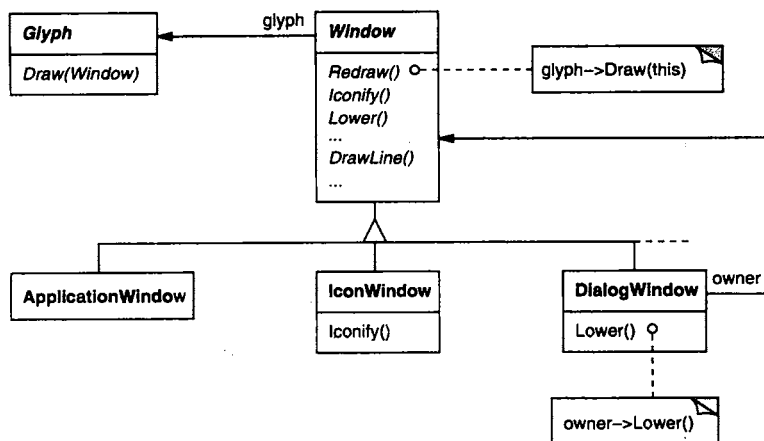 Glyph
Draw(Window)
glyph
Window
Redraw()
Iconify()
Lower()
...
DrawLine()
...
glyph->Draw(this)
ApplicationWindow
IconWindow
Iconify()
DialogWindow
Lower()
owner
owner->Lower()